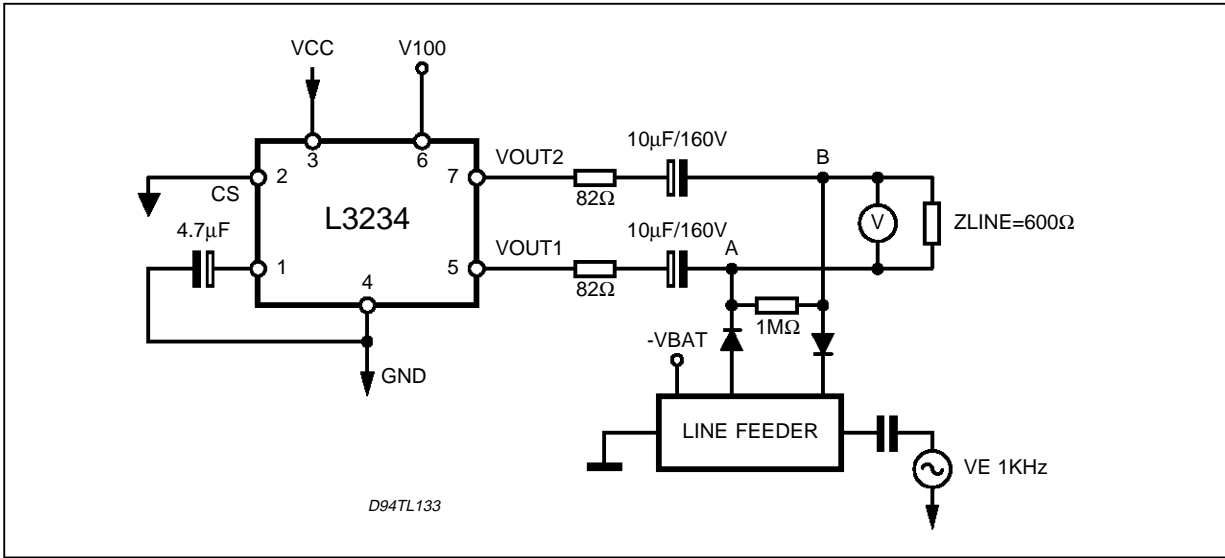 VCC
V100
3
6
10μF/160V
B
2
CS
7
VOUT2
82Ω
L3234
V
ZLINE=600Ω
4.7μF
1
4
5
VOUT1
10μF/160V
A
82Ω
1MΩ
-VBAT
GND
LINE FEEDER
VE 1KHz
D94TL133